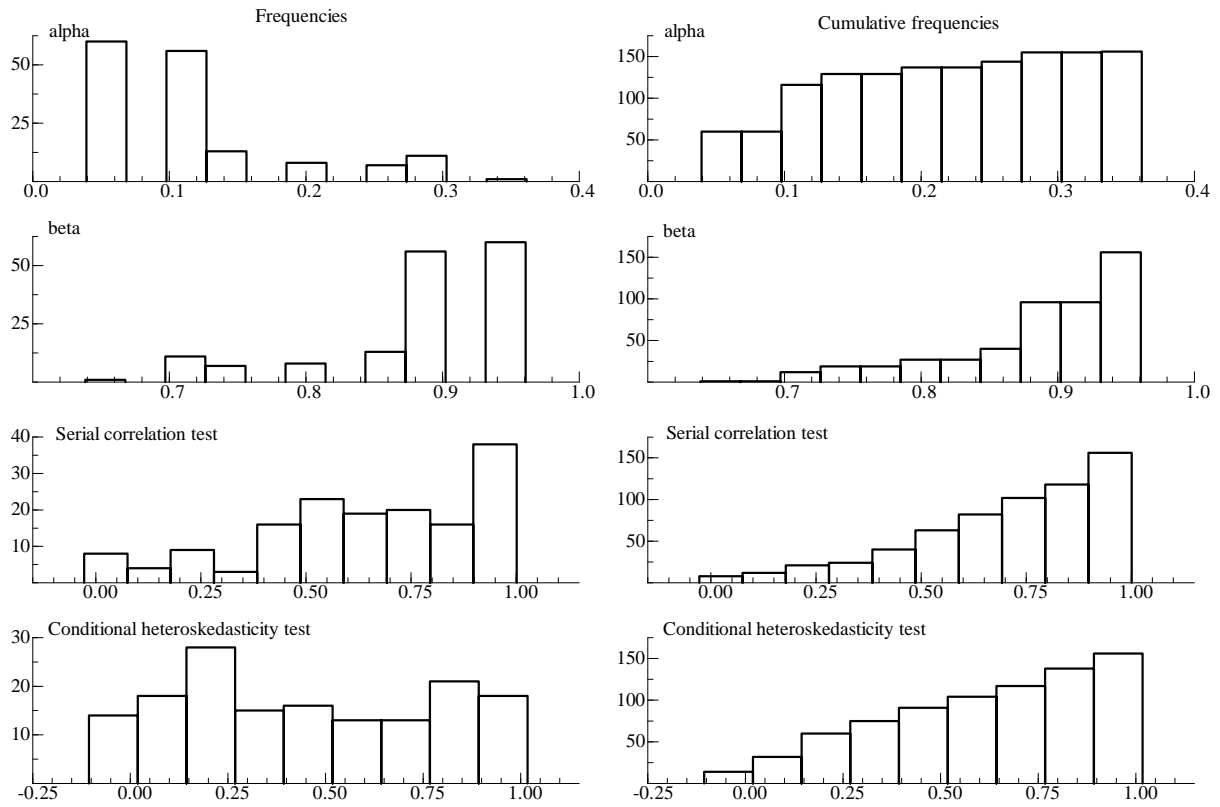 Frequencies
Cumulative frequencies
alpha
50
25
0.0 0.1 0.2 0.3 0.4
alpha
150
100
50
0.0 0.1 0.2 0.3 0.4
beta
50
25
0.7 0.8 0.9 1.0
beta
150
100
50
0.7 0.8 0.9 1.0
Serial correlation test
40
30
20
10
0.00 0.25 0.50 0.75 1.00
Serial correlation test
150
100
50
0.00 0.25 0.50 0.75 1.00
Conditional heteroskedasticity test
30
20
10
-0.25 0.00 0.25 0.50 0.75 1.00
Conditional heteroskedasticity test
150
100
50
-0.25 0.00 0.25 0.50 0.75 1.00